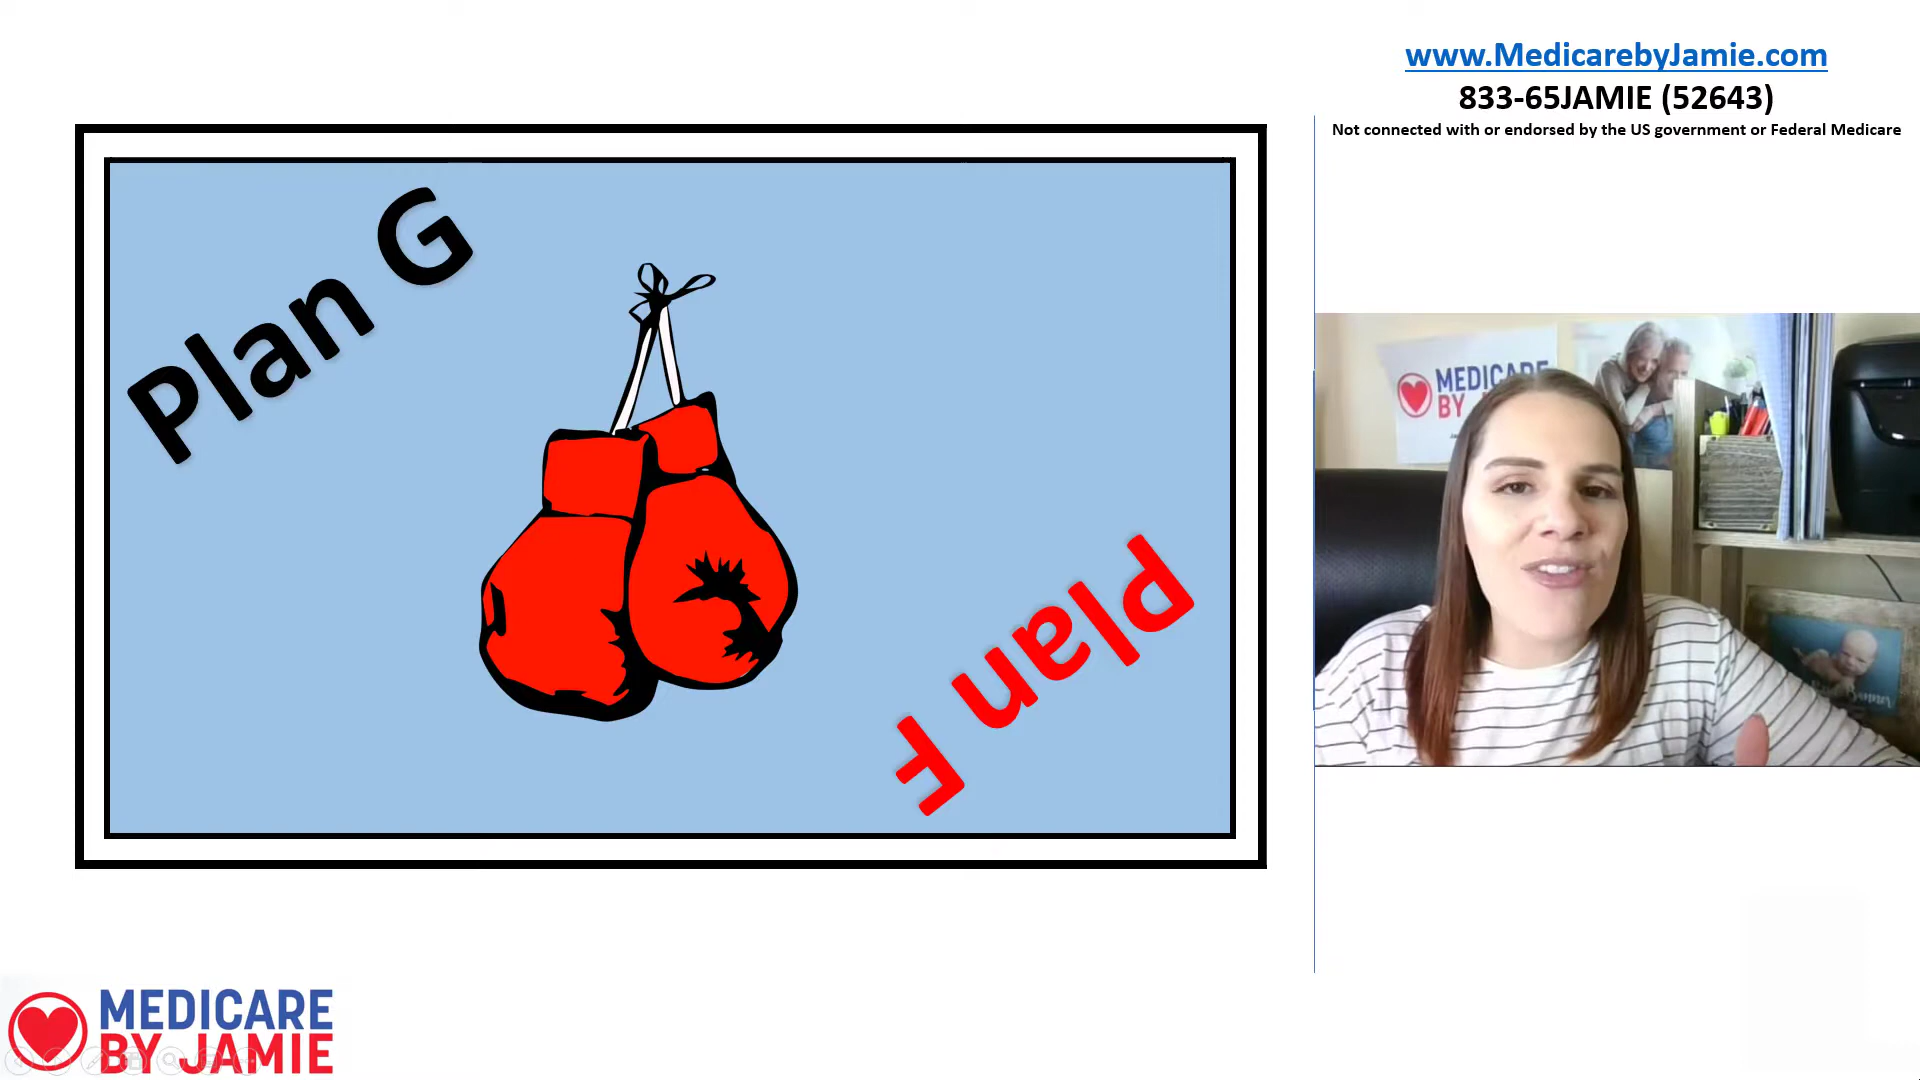 www.MedicarebyJamie.com
833-65JAMIE (52643)
Not connected with or endorsed by the US government or Federal Medicare
Plan G
Plan F
MEDICARE
BY
MEDICARE
BY JAMIE